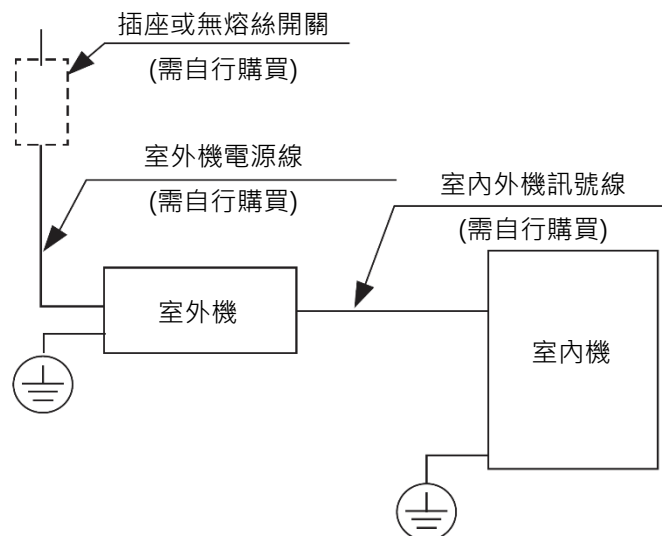 插座或無熔絲開關
(需自行購買)
室外機電源線
(需自行購買)
室內外機訊號線
(需自行購買)
室外機
室內機